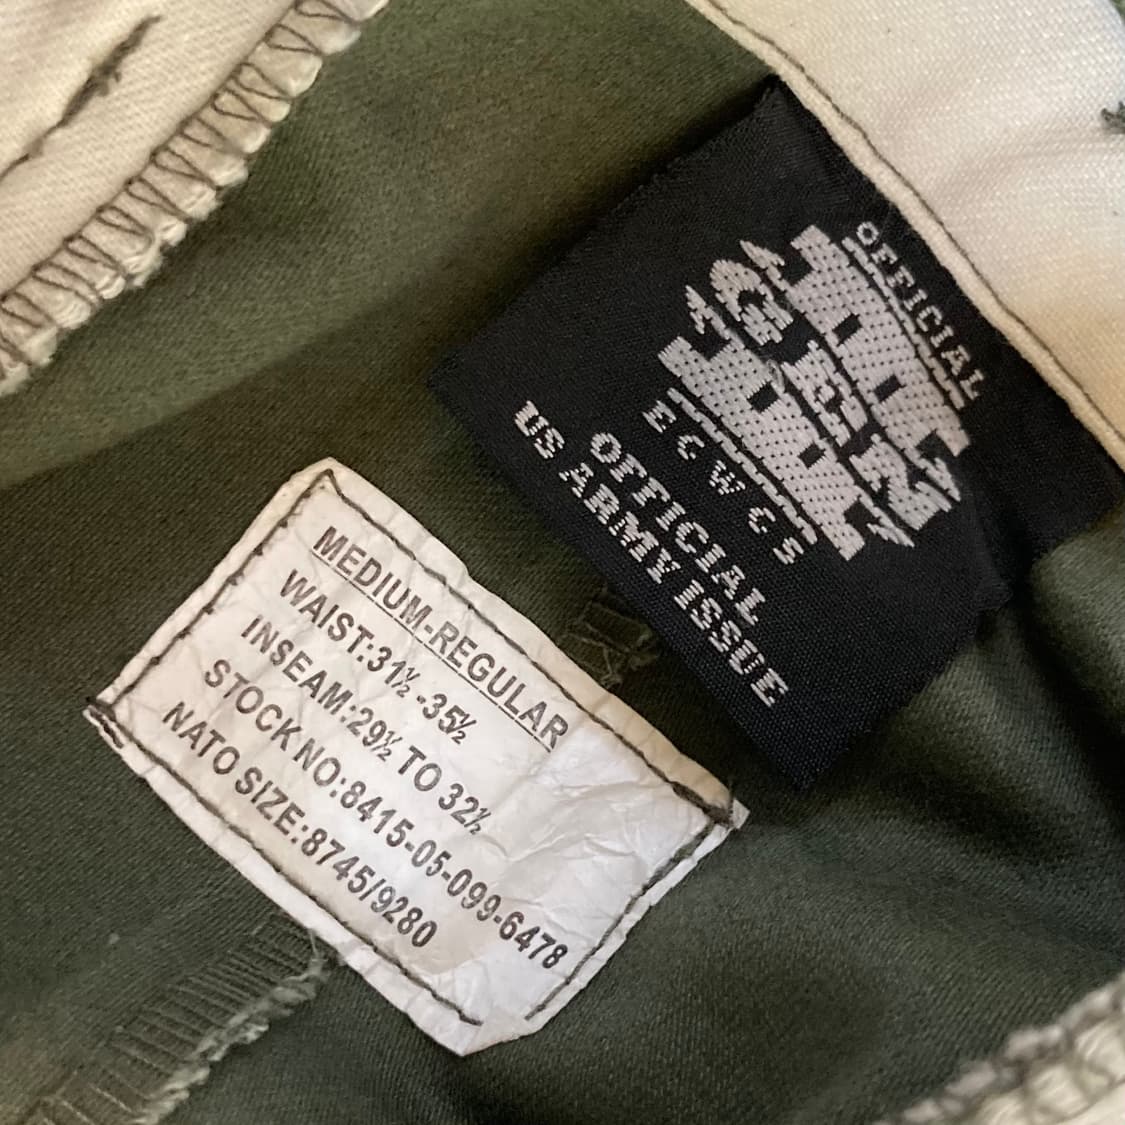 OFFICIAL
GEN
ECWCS
OFFICIAL
US ARMY ISSUE
MEDIUM-REGULAR
WAIST:31½-35½
INSEAM:29½ TO 32½
STOCK NO:8415-05-099-6478
NATO SIZE:8745/9280